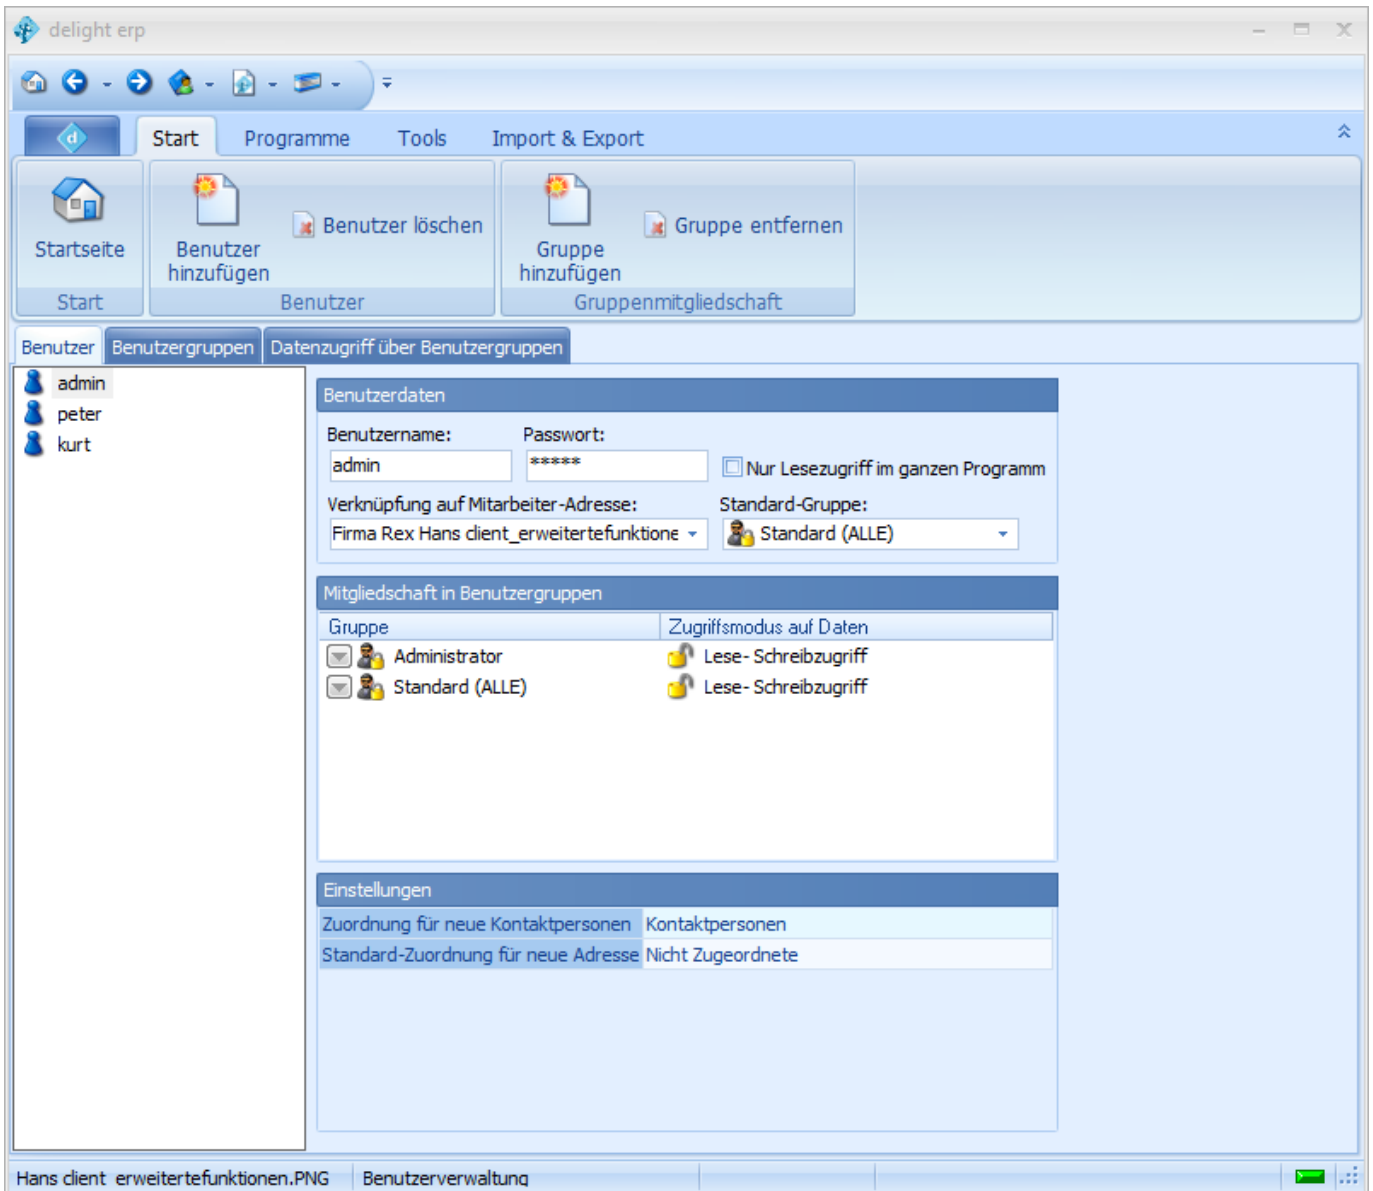 delight erp
Start Programme Tools Import & Export
Startseite
Benutzer hinzufügen
Benutzer löschen
Gruppe hinzufügen
Gruppe entfernen
Start Benutzer Gruppenmitgliedschaft
Benutzer Benutzergruppen Datenzugriff über Benutzergruppen
admin
peter
kurt
Benutzerdaten
Benutzername: Passwort:
admin ***** Nur Lesezugriff im ganzen Programm
Verknüpfung auf Mitarbeiter-Adresse: Standard-Gruppe:
Firma Rex Hans client_erweitertefunktione Standard (ALLE)
Mitgliedschaft in Benutzergruppen
Gruppe Zugriffsmodus auf Daten
Administrator Lese- Schreibzugriff
Standard (ALLE) Lese- Schreibzugriff
Einstellungen
Zuordnung für neue Kontaktpersonen Kontaktpersonen
Standard-Zuordnung für neue Adresse Nicht Zugeordnete
Hans client_erweitertefunktionen.PNG Benutzerverwaltung